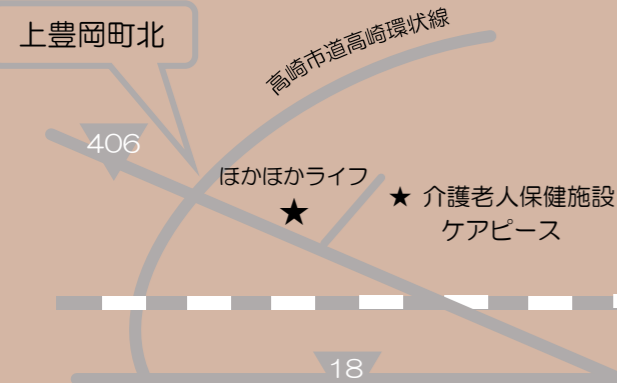 上豊岡町北
高崎市道高崎環状線
406
ほかほかライフ
★ 介護老人保健施設
ケアピース
18